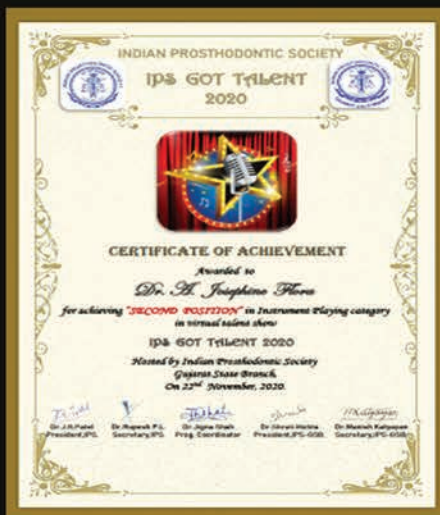 INDIAN PROSTHODONTIC SOCIETY
IPS GOT TALENT
2020
CERTIFICATE OF ACHIEVEMENT
Awarded to
Dr. A. Josephine Flora
for achieving "SECOND POSITION" in Instrument Playing category
in virtual talent show
IPS GOT TALENT 2020
Hosted by Indian Prosthodontic Society
Gujarat State Branch
On 22nd November, 2020.
Dr.J.R.Patel Dr.Rupesh P.L. Dr.Jigna Shah Dr.Shruti Mehta Dr.Manish Katyayan
President,IPS. Secretary,IPS Prog. Coordinator President,IPS-GSB. Secretary,IPS-GSB.